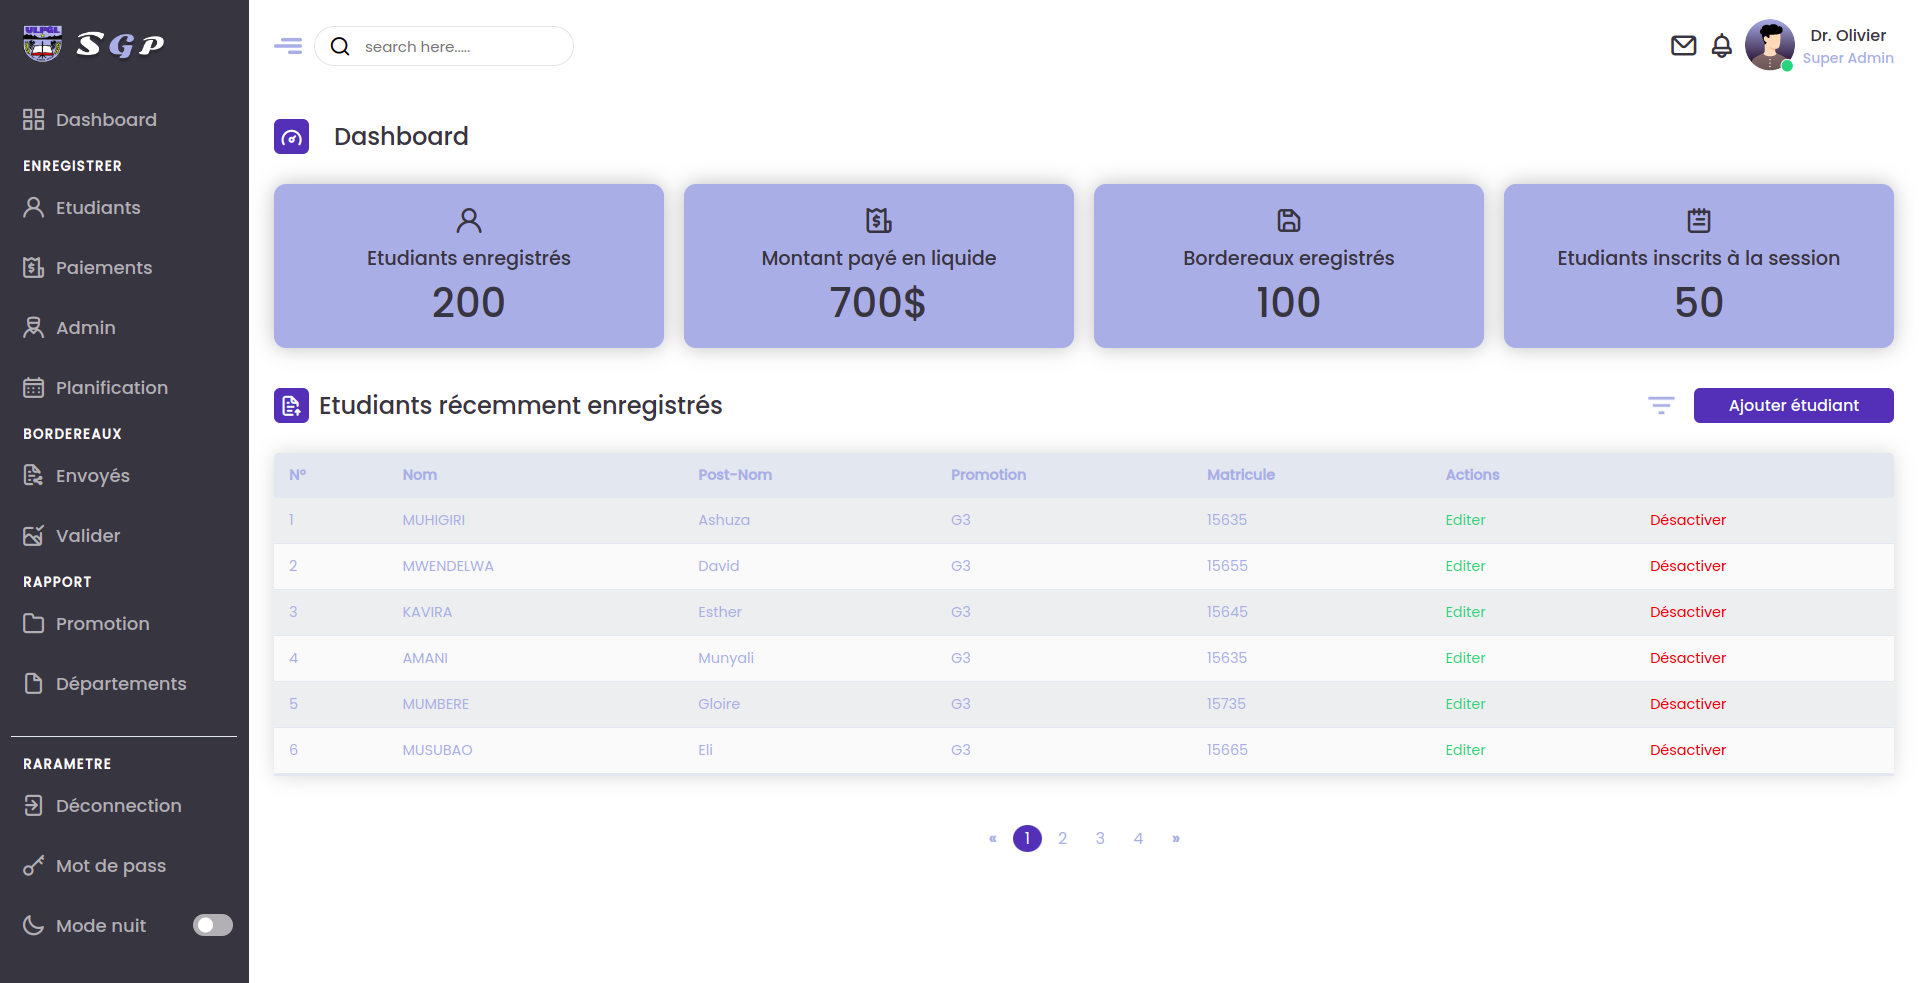 ULPGL
SGP
Dashboard
ENREGISTRER
Etudiants
Paiements
Admin
Planification
BORDEREAUX
Envoyés
Valider
RAPPORT
Promotion
Départements
RARAMETRE
Déconnection
Mot de pass
Mode nuit
search here.....
Dr. Olivier
Super Admin
Dashboard
Etudiants enregistrés
200
Montant payé en liquide
700$
Bordereaux eregistrés
100
Etudiants inscrits à la session
50
Etudiants récemment enregistrés
Ajouter étudiant
N° Nom Post-Nom Promotion Matricule Actions
1 MUHIGIRI Ashuza G3 15635 Editer Désactiver
2 MWENDELWA David G3 15655 Editer Désactiver
3 KAVIRA Esther G3 15645 Editer Désactiver
4 AMANI Munyali G3 15635 Editer Désactiver
5 MUMBERE Gloire G3 15735 Editer Désactiver
6 MUSUBAO Eli G3 15665 Editer Désactiver
« 1 2 3 4 »